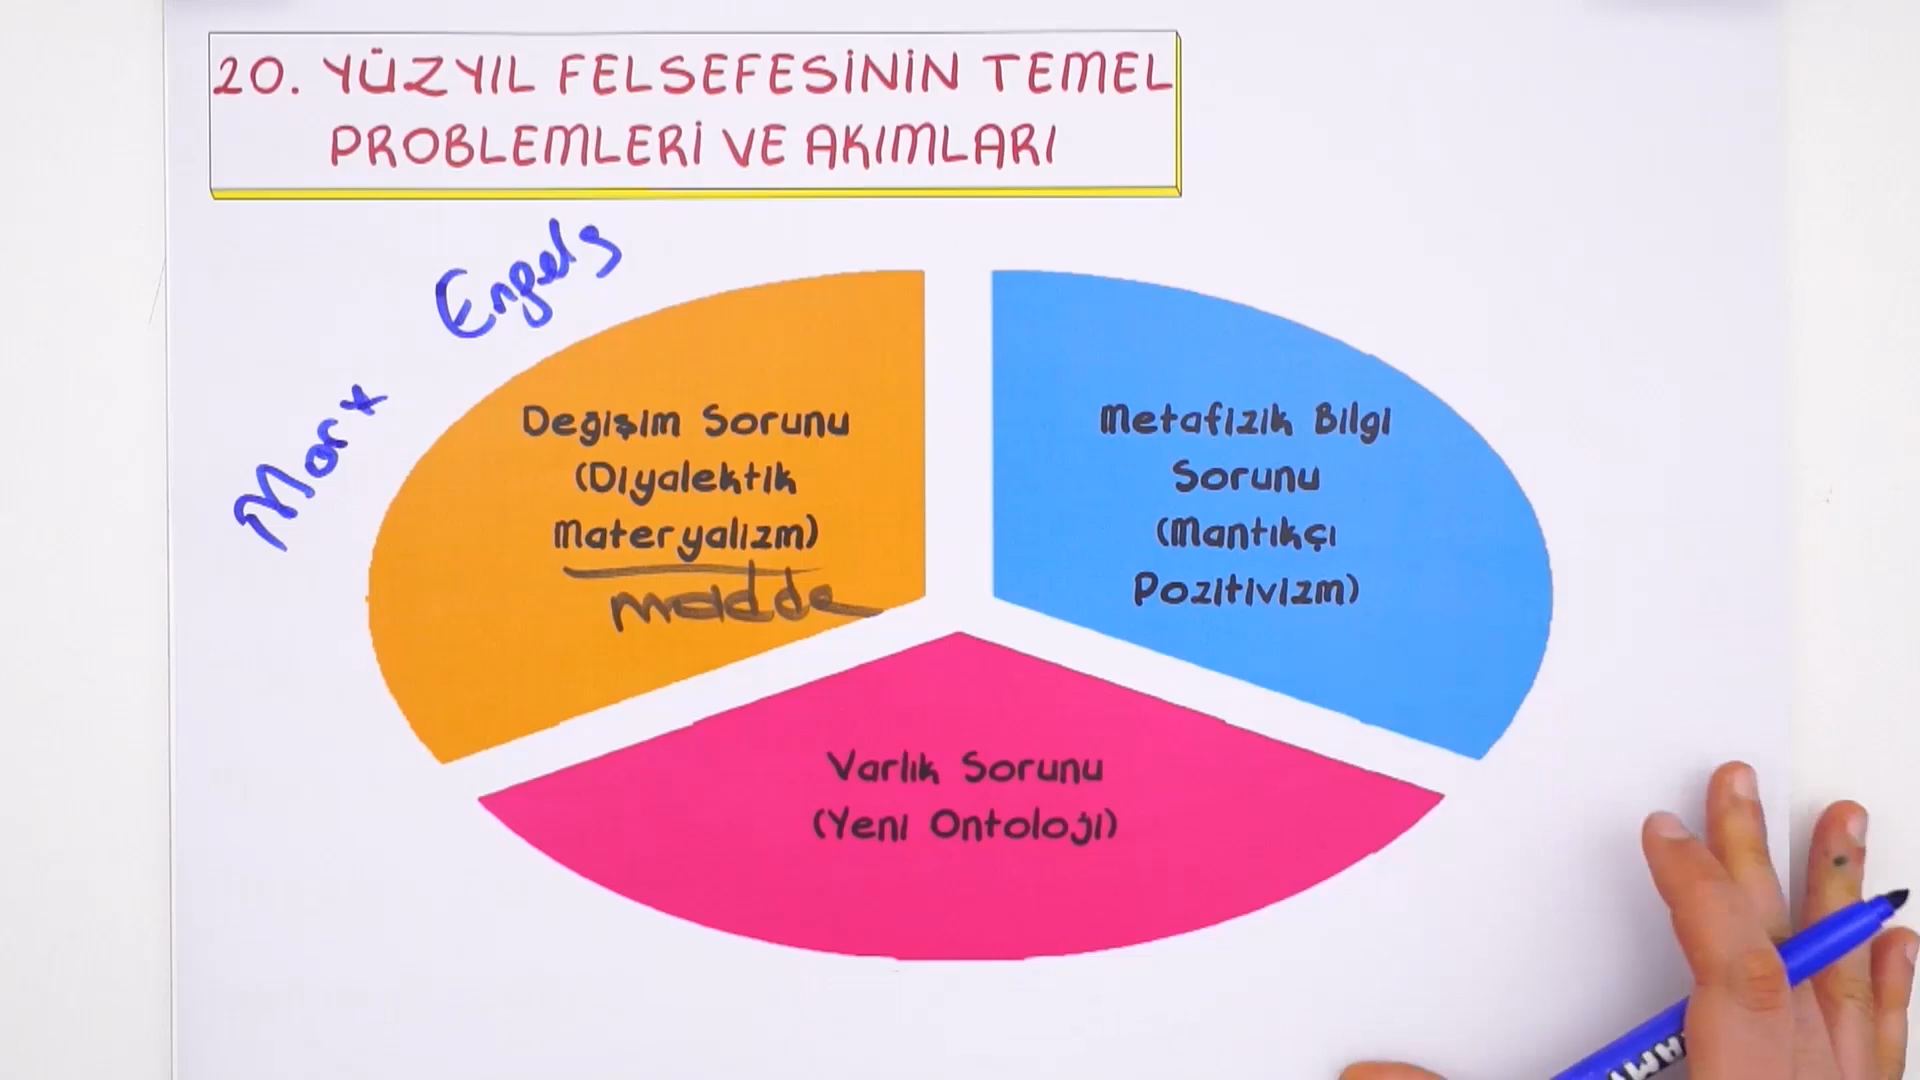 20. YÜZYIL FELSEFESİNİN TEMEL
PROBLEMLERİ VE AKIMLARI
Engels
Marx
Değişim Sorunu
(Diyalektik
Materyalizm)
madde
Metafizik Bilgi
Sorunu
(Mantıkçı
Pozitivizm)
Varlık Sorunu
(Yeni Ontoloji)